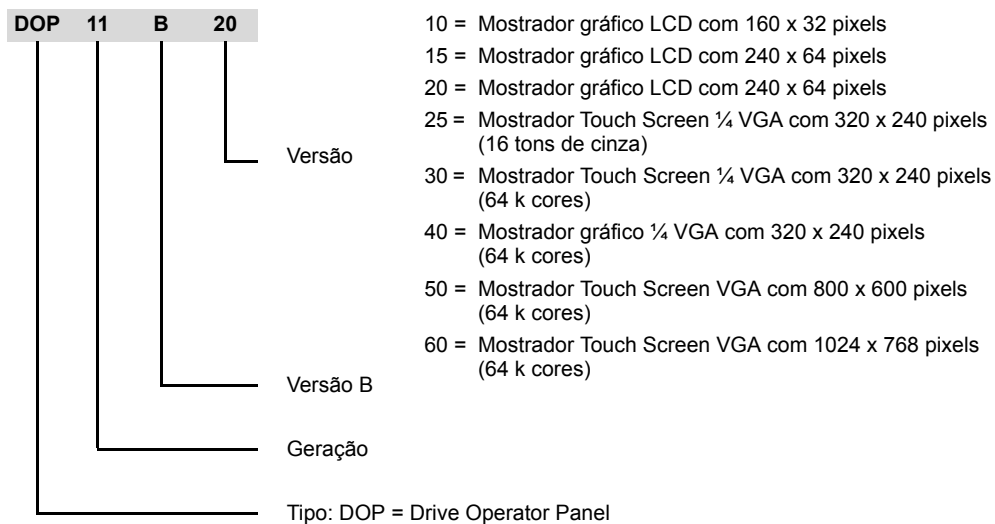 DOP 11 B 20
10 = Mostrador gráfico LCD com 160 x 32 pixels
15 = Mostrador gráfico LCD com 240 x 64 pixels
20 = Mostrador gráfico LCD com 240 x 64 pixels
25 = Mostrador Touch Screen ¼ VGA com 320 x 240 pixels
(16 tons de cinza)
30 = Mostrador Touch Screen ¼ VGA com 320 x 240 pixels
(64 k cores)
40 = Mostrador gráfico ¼ VGA com 320 x 240 pixels
(64 k cores)
50 = Mostrador Touch Screen VGA com 800 x 600 pixels
(64 k cores)
60 = Mostrador Touch Screen VGA com 1024 x 768 pixels
(64 k cores)
Versão
Versão B
Geração
Tipo: DOP = Drive Operator Panel